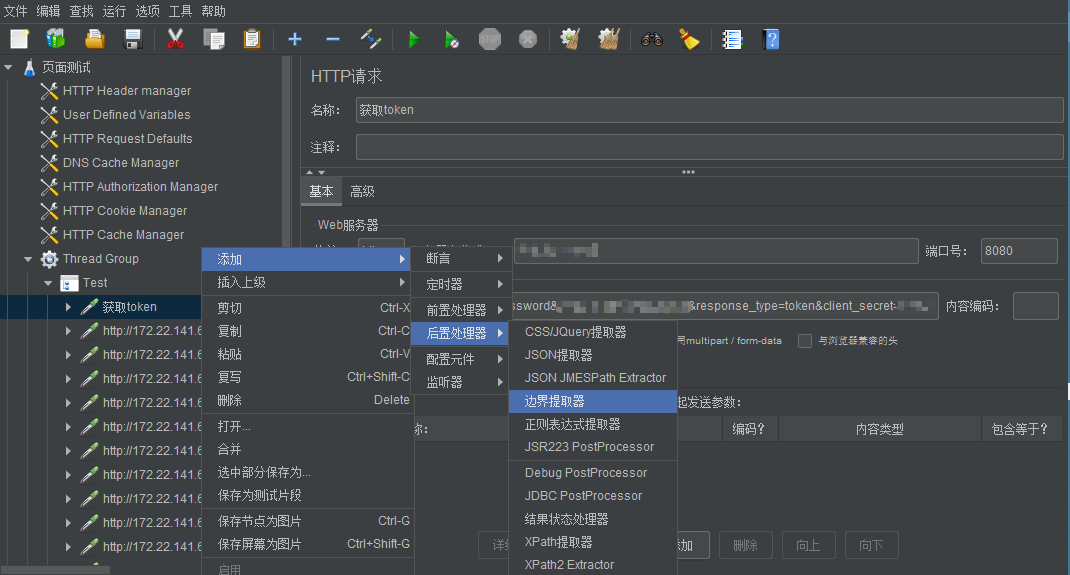 文件 编辑 查找 运行 选项 工具 帮助
STOP
页面测试
HTTP Header manager
User Defined Variables
HTTP Request Defaults
DNS Cache Manager
HTTP Authorization Manager
HTTP Cookie Manager
HTTP Cache Manager
Thread Group
Test
获取token
http://172.22.141.6
http://172.22.141.6
http://172.22.141.6
http://172.22.141.6
http://172.22.141.6
http://172.22.141.6
http://172.22.141.6
http://172.22.141.6
http://172.22.141.6
http://172.22.141.6
添加
插入上级
剪切 Ctrl-X
复制 Ctrl-C
粘贴 Ctrl-V
复写 Ctrl+Shift-C
删除 Delete
打开...
合并
选中部分保存为...
保存为测试片段
保存节点为图片 Ctrl-G
保存屏幕为图片 Ctrl+Shift-G
启用
断言
定时器
前置处理器
后置处理器
配置元件
监听器
CSS/JQuery提取器
JSON提取器
JSON JMESPath Extractor
边界提取器
正则表达式提取器
JSR223 PostProcessor
Debug PostProcessor
JDBC PostProcessor
结果状态处理器
XPath提取器
XPath2 Extractor
HTTP请求
名称： 获取token
注释：
基本 高级
Web服务器
端口号： 8080
ssword& &response_type=token&client_secret= 内容编码：
用multipart / form-data 与浏览器兼容的头
起发送参数：
称： 编码？ 内容类型 包含等于？
详细 添加 删除 向上 向下